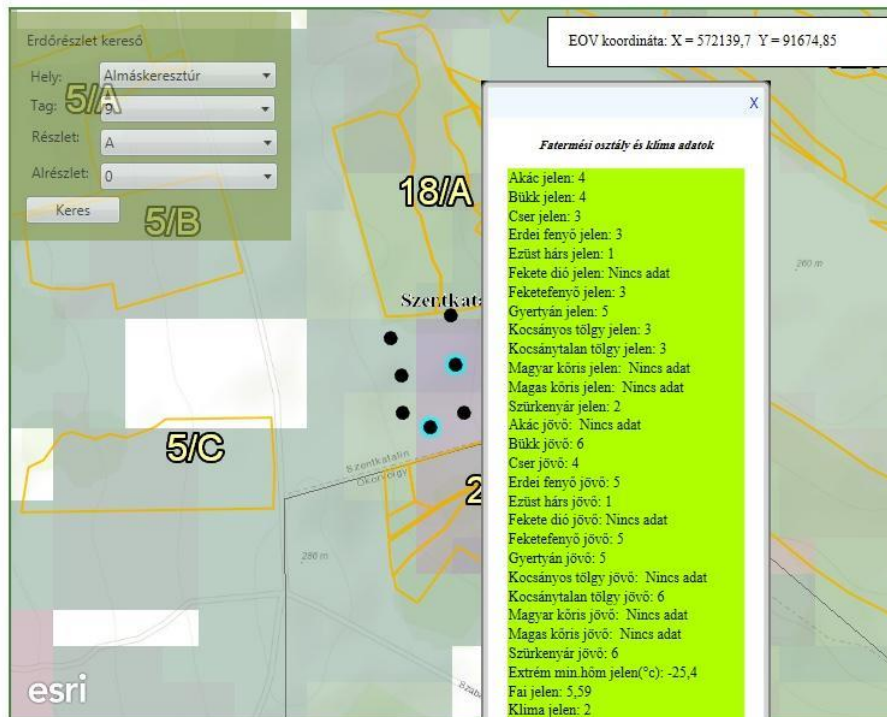 Erdőrészlet kereső
Hely: Almáskeresztúr
Tag: 9
Részlet: A
Alrészlet: 0
Keres
5/A
5/B
18/A
5/C
2
EOV koordináta: X = 572139,7 Y = 91674,85
X
Fatermési osztály és klíma adatok
Akác jelen: 4
Bükk jelen: 4
Cser jelen: 3
Erdei fenyő jelen: 3
Ezüst hárs jelen: 1
Fekete dió jelen: Nincs adat
Feketefenyő jelen: 3
Gyertyán jelen: 5
Kocsányos tölgy jelen: 3
Kocsánytalan tölgy jelen: 3
Magyar kőris jelen: Nincs adat
Magas kőris jelen: Nincs adat
Szürkenyár jelen: 2
Akác jövő: Nincs adat
Bükk jövő: 6
Cser jövő: 4
Erdei fenyő jövő: 5
Ezüst hárs jövő: 1
Fekete dió jövő: Nincs adat
Feketefenyő jövő: 5
Gyertyán jövő: 5
Kocsányos tölgy jövő: Nincs adat
Kocsánytalan tölgy jövő: 6
Magyar kőris jövő: Nincs adat
Magas kőris jövő: Nincs adat
Szürkenyár jövő: 6
Extrém min.hőm jelen(°c): -25,4
Fai jelen: 5,59
Klíma jelen: 2
260 m
Szentkata
Szentkatalin
Okorvölgy
286 m
esri